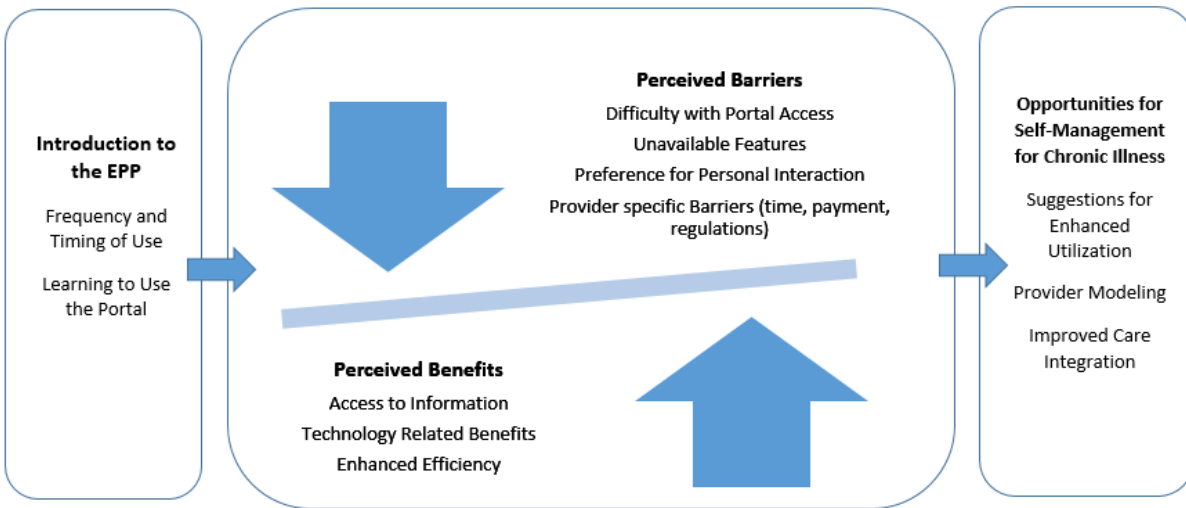 Introduction to
the EPP
Frequency and
Timing of Use
Learning to Use
the Portal
Perceived Barriers
Difficulty with Portal Access
Unavailable Features
Preference for Personal Interaction
Provider specific Barriers (time, payment,
regulations)
Perceived Benefits
Access to Information
Technology Related Benefits
Enhanced Efficiency
Opportunities for
Self-Management
for Chronic Illness
Suggestions for
Enhanced
Utilization
Provider Modeling
Improved Care
Integration